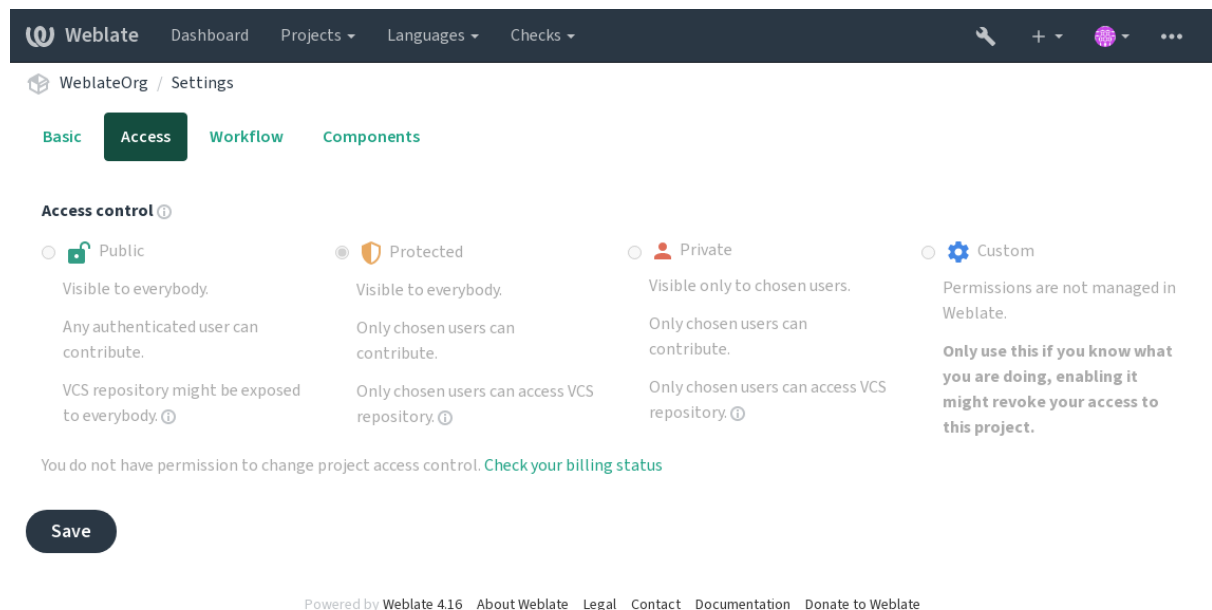 Weblate Dashboard Projects Languages Checks
WeblateOrg / Settings
Basic Access Workflow Components
Access control
Public
Visible to everybody.
Any authenticated user can
contribute.
VCS repository might be exposed
to everybody.
Protected
Visible to everybody.
Only chosen users can
contribute.
Only chosen users can access VCS
repository.
Private
Visible only to chosen users.
Only chosen users can
contribute.
Only chosen users can access VCS
repository.
Custom
Permissions are not managed in
Weblate.
Only use this if you know what
you are doing, enabling it
might revoke your access to
this project.
You do not have permission to change project access control. Check your billing status
Save
Powered by Weblate 4.16 About Weblate Legal Contact Documentation Donate to Weblate